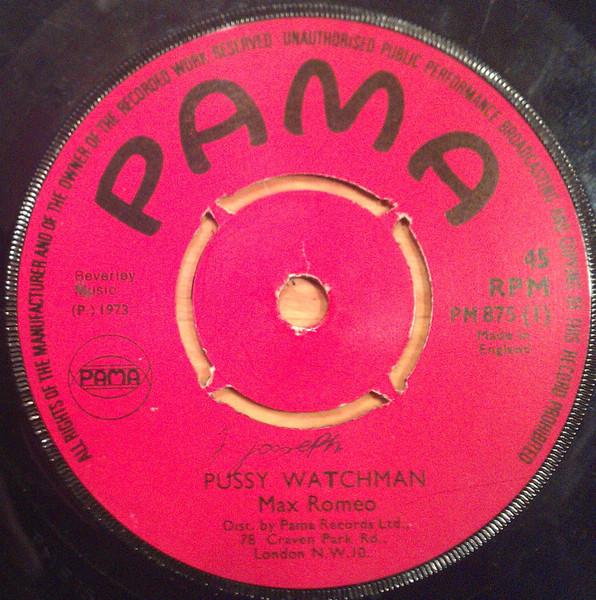 ALL RIGHTS OF THE MANUFACTURER AND OF THE OWNER OF THE RECORDED WORK RESERVED · UNAUTHORISED PUBLIC PERFORMANCE BROADCASTING AND COPYING OF THIS RECORD PROHIBITED
PAMA
Beverley
Music
(P.) 1973
45
RPM
PM 875 (1)
Made in
England
PAMA
J joseph
PUSSY WATCHMAN
Max Romeo
Dist. by Pama Records Ltd.,
78 Craven Park Rd.,
London N.W.10.